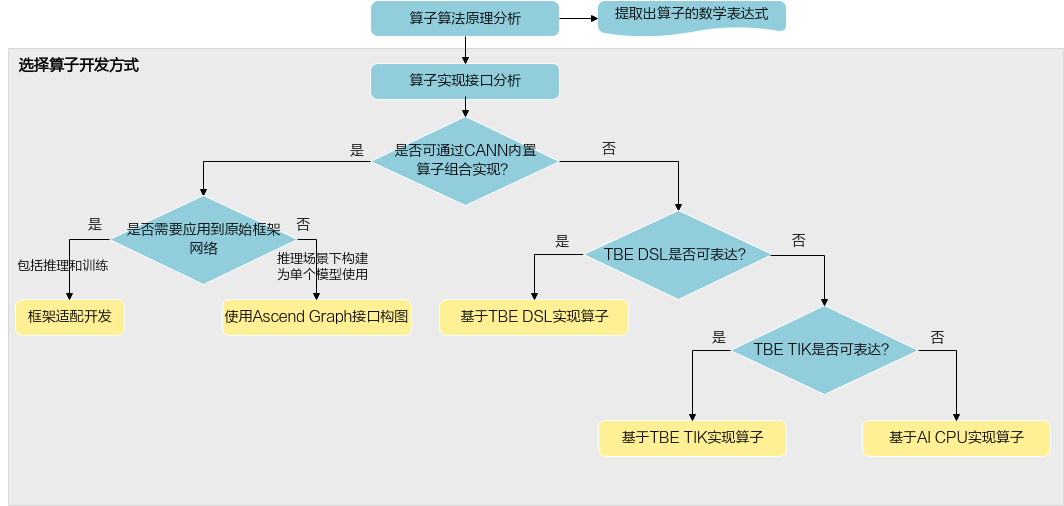 算子算法原理分析
提取出算子的数学表达式
选择算子开发方式
算子实现接口分析
是否可通过CANN内置
算子组合实现?
是
否
是否需要应用到原始框架
网络
是
否
包括推理和训练
推理场景下构建
为单个模型使用
TBE DSL是否可表达?
是
否
框架适配开发
使用Ascend Graph接口构图
基于TBE DSL实现算子
TBE TIK是否可表达?
是
否
基于TBE TIK实现算子
基于AI CPU实现算子